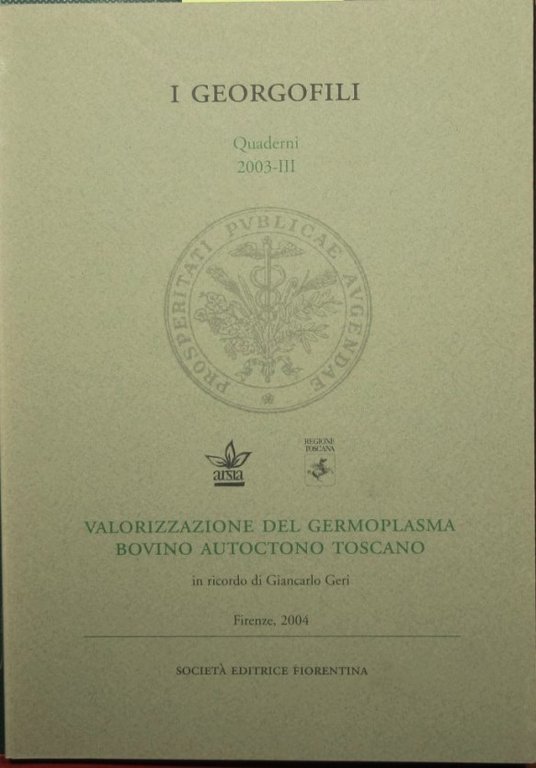 I GEORGOFILI
Quaderni
2003-III
PROSPERITATI PVBLICAE AVGENDAE
arsia
REGIONE
TOSCANA
VALORIZZAZIONE DEL GERMOPLASMA
BOVINO AUTOCTONO TOSCANO
in ricordo di Giancarlo Geri
Firenze, 2004
SOCIETÀ EDITRICE FIORENTINA